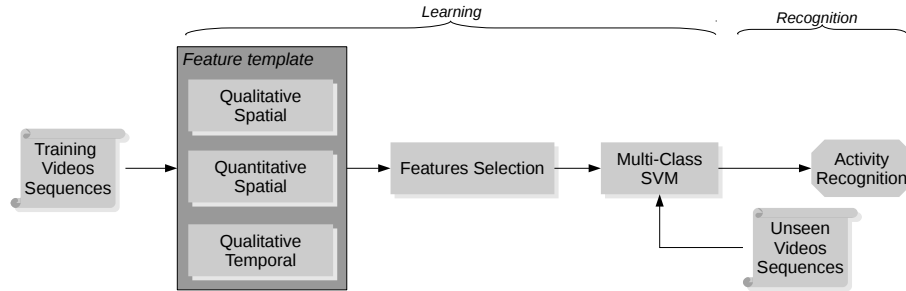 Learning
Recognition
Feature template
Qualitative
Spatial
Quantitative
Spatial
Qualitative
Temporal
Training
Videos
Sequences
Features Selection
Multi-Class
SVM
Activity
Recognition
Unseen
Videos
Sequences